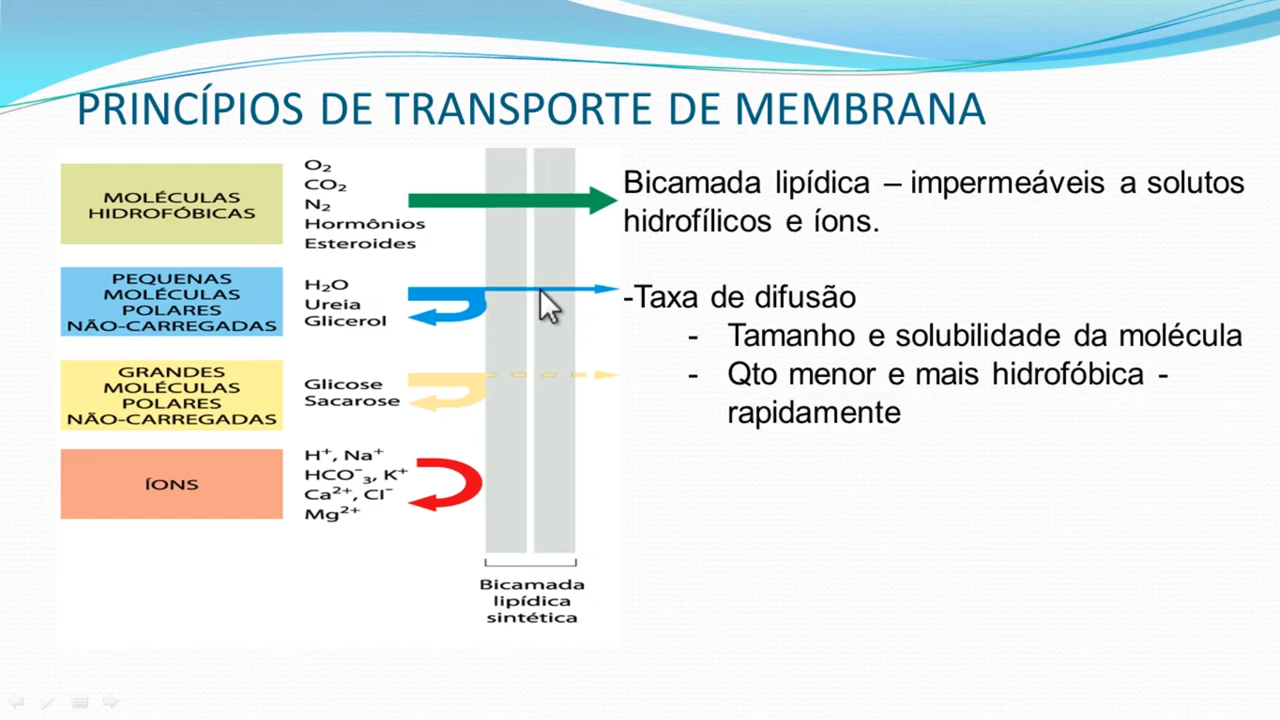 PRINCÍPIOS DE TRANSPORTE DE MEMBRANA
MOLÉCULAS
HIDROFÓBICAS
O₂
CO₂
N₂
Hormônios
Esteroides
PEQUENAS
MOLÉCULAS
POLARES
NÃO-CARREGADAS
H₂O
Ureia
Glicerol
GRANDES
MOLÉCULAS
POLARES
NÃO-CARREGADAS
Glicose
Sacarose
ÍONS
H⁺, Na⁺
HCO⁻₃, K⁺
Ca²⁺, Cl⁻
Mg²⁺
Bicamada
lipídica
sintética
Bicamada lipídica – impermeáveis a solutos
hidrofílicos e íons.
-Taxa de difusão
- Tamanho e solubilidade da molécula
- Qto menor e mais hidrofóbica -
rapidamente